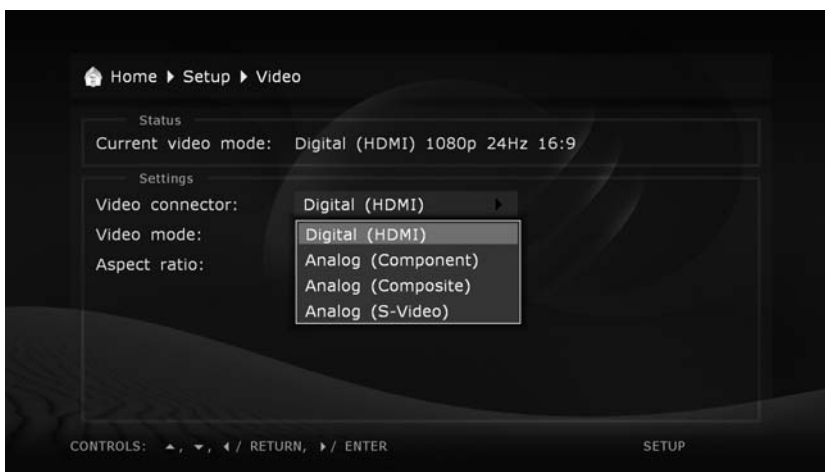 Home ▶ Setup ▶ Video
Status
Current video mode: Digital (HDMI) 1080p 24Hz 16:9
Settings
Video connector: Digital (HDMI)
Video mode: Digital (HDMI)
Analog (Component)
Aspect ratio:
Analog (Composite)
Analog (S-Video)
CONTROLS: ▲, ▼, ◀/ RETURN, ▶/ ENTER SETUP